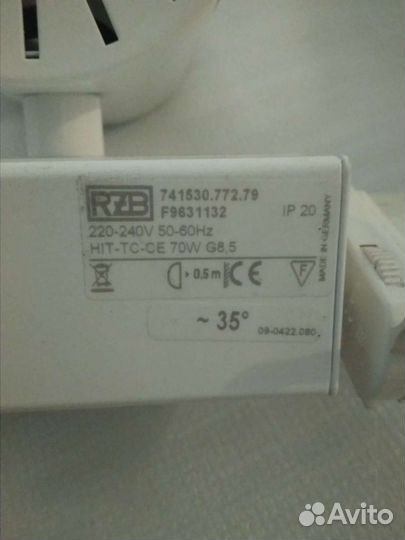 RZB 741530.772.79
F9631132 IP 20
220-240V 50-60Hz
HIT-TC-CE 70W G8,5
0,5 m CE F
MADE IN GERMANY
~ 35°
09-0422.080
Avito